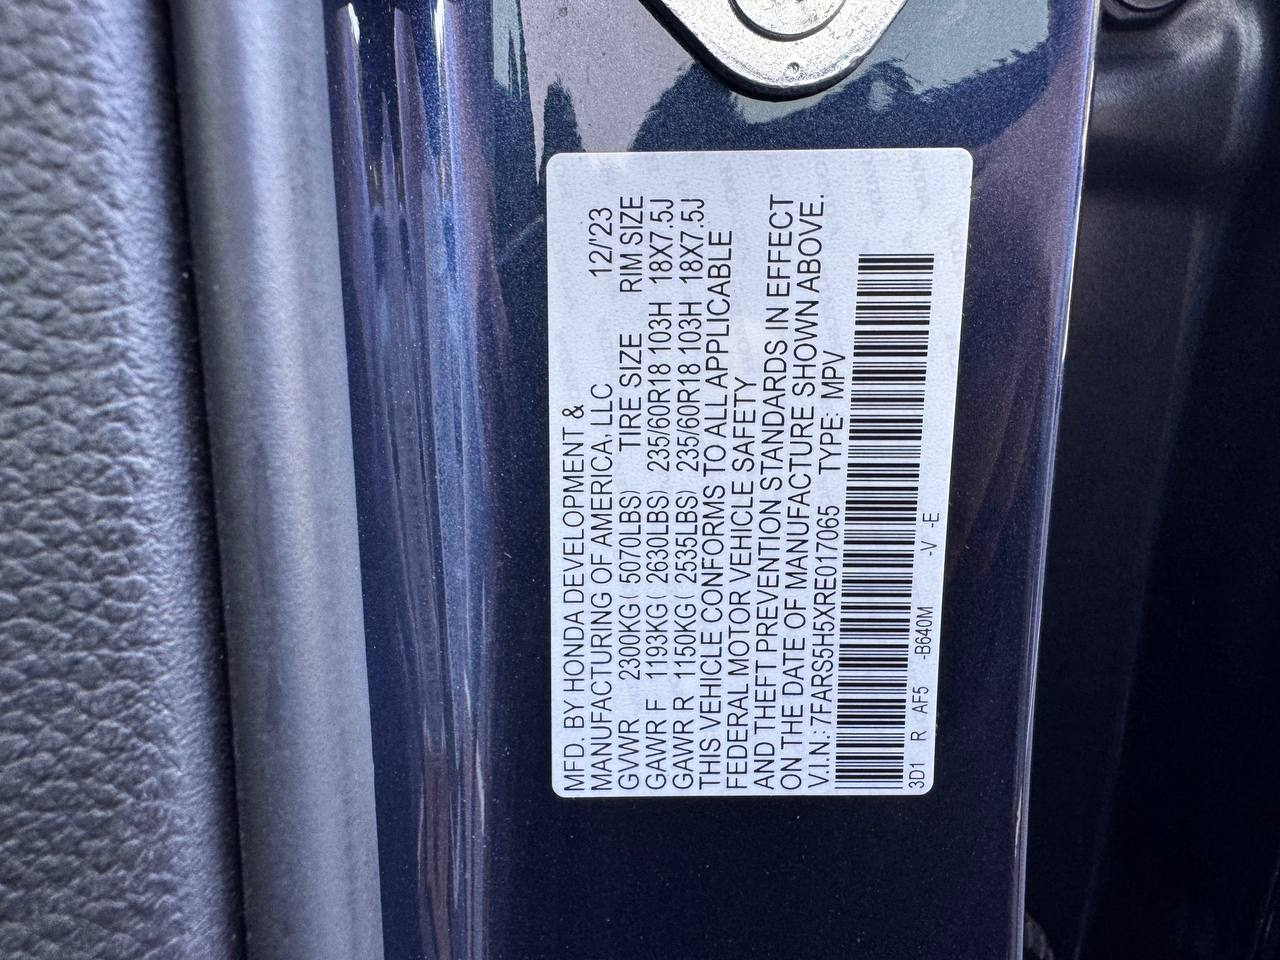 MFD. BY HONDA DEVELOPMENT &
MANUFACTURING OF AMERICA, LLC 12/'23
GVWR 2300KG( 5070LBS) TIRE SIZE RIM SIZE
GAWR F 1193KG( 2630LBS) 235/60R18 103H 18X7.5J
GAWR R 1150KG( 2535LBS) 235/60R18 103H 18X7.5J
THIS VEHICLE CONFORMS TO ALL APPLICABLE
FEDERAL MOTOR VEHICLE SAFETY
AND THEFT PREVENTION STANDARDS IN EFFECT
ON THE DATE OF MANUFACTURE SHOWN ABOVE.
V.I.N.: 7FARS5H5XRE017065 TYPE: MPV
3D1 R AF5 -B640M -V -E